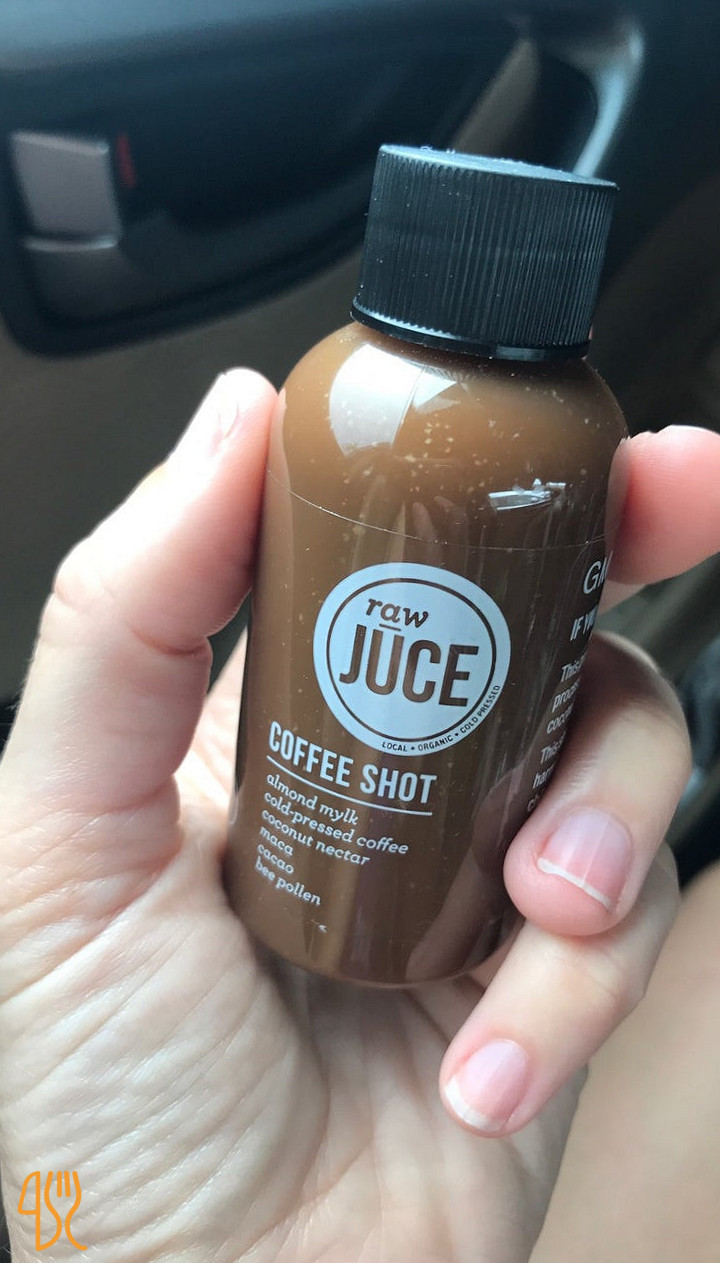 raw
JŪCE
LOCAL • ORGANIC • COLD PRESSED
COFFEE SHOT
almond mylk
cold-pressed coffee
coconut nectar
maca
cacao
bee pollen
IF